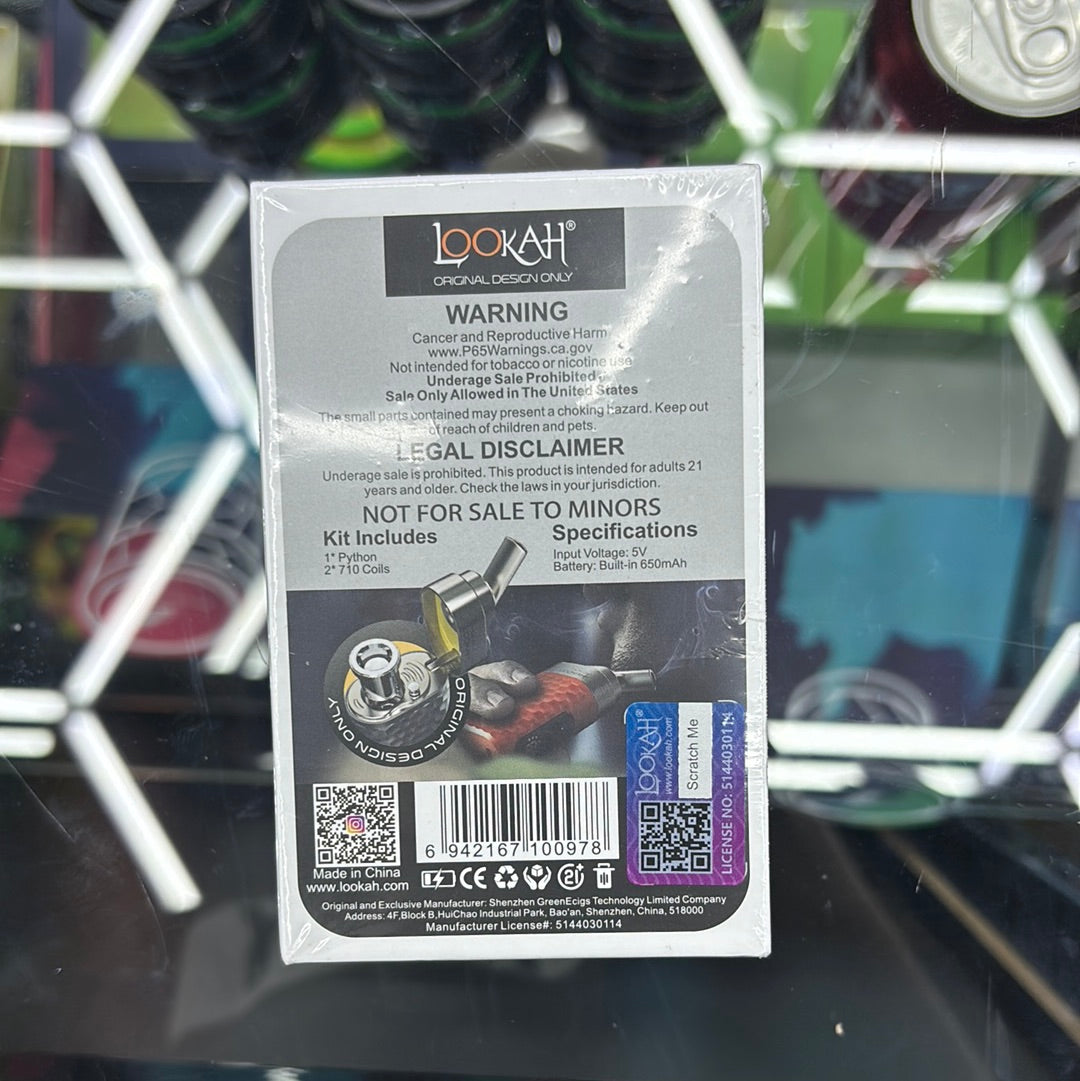 LOOKAH®
ORIGINAL DESIGN ONLY
WARNING
Cancer and Reproductive Harm
www.P65Warnings.ca.gov
Not intended for tobacco or nicotine use
Underage Sale Prohibited
Sale Only Allowed in The United States
The small parts contained may present a choking hazard. Keep out
of reach of children and pets.
LEGAL DISCLAIMER
Underage sale is prohibited. This product is intended for adults 21
years and older. Check the laws in your jurisdiction.
NOT FOR SALE TO MINORS
Kit Includes
1* Python
2* 710 Coils
Specifications
Input Voltage: 5V
Battery: Built-in 650mAh
ORIGINAL DESIGN ONLY
LOOKAH®
www.lookah.com
Scratch Me
LICENSE NO: 5144030114
6 942167 100978
Made in China
www.lookah.com
CE
21
Original and Exclusive Manufacturer: Shenzhen GreenEcigs Technology Limited Company
Address: 4F,Block B,HuiChao Industrial Park, Bao'an, Shenzhen, China, 518000
Manufacturer License#: 5144030114